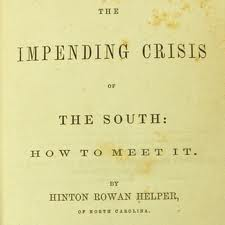 THE
IMPENDING CRISIS
OF
THE SOUTH:
HOW TO MEET IT.
BY
HINTON ROWAN HELPER,
OF NORTH CAROLINA.